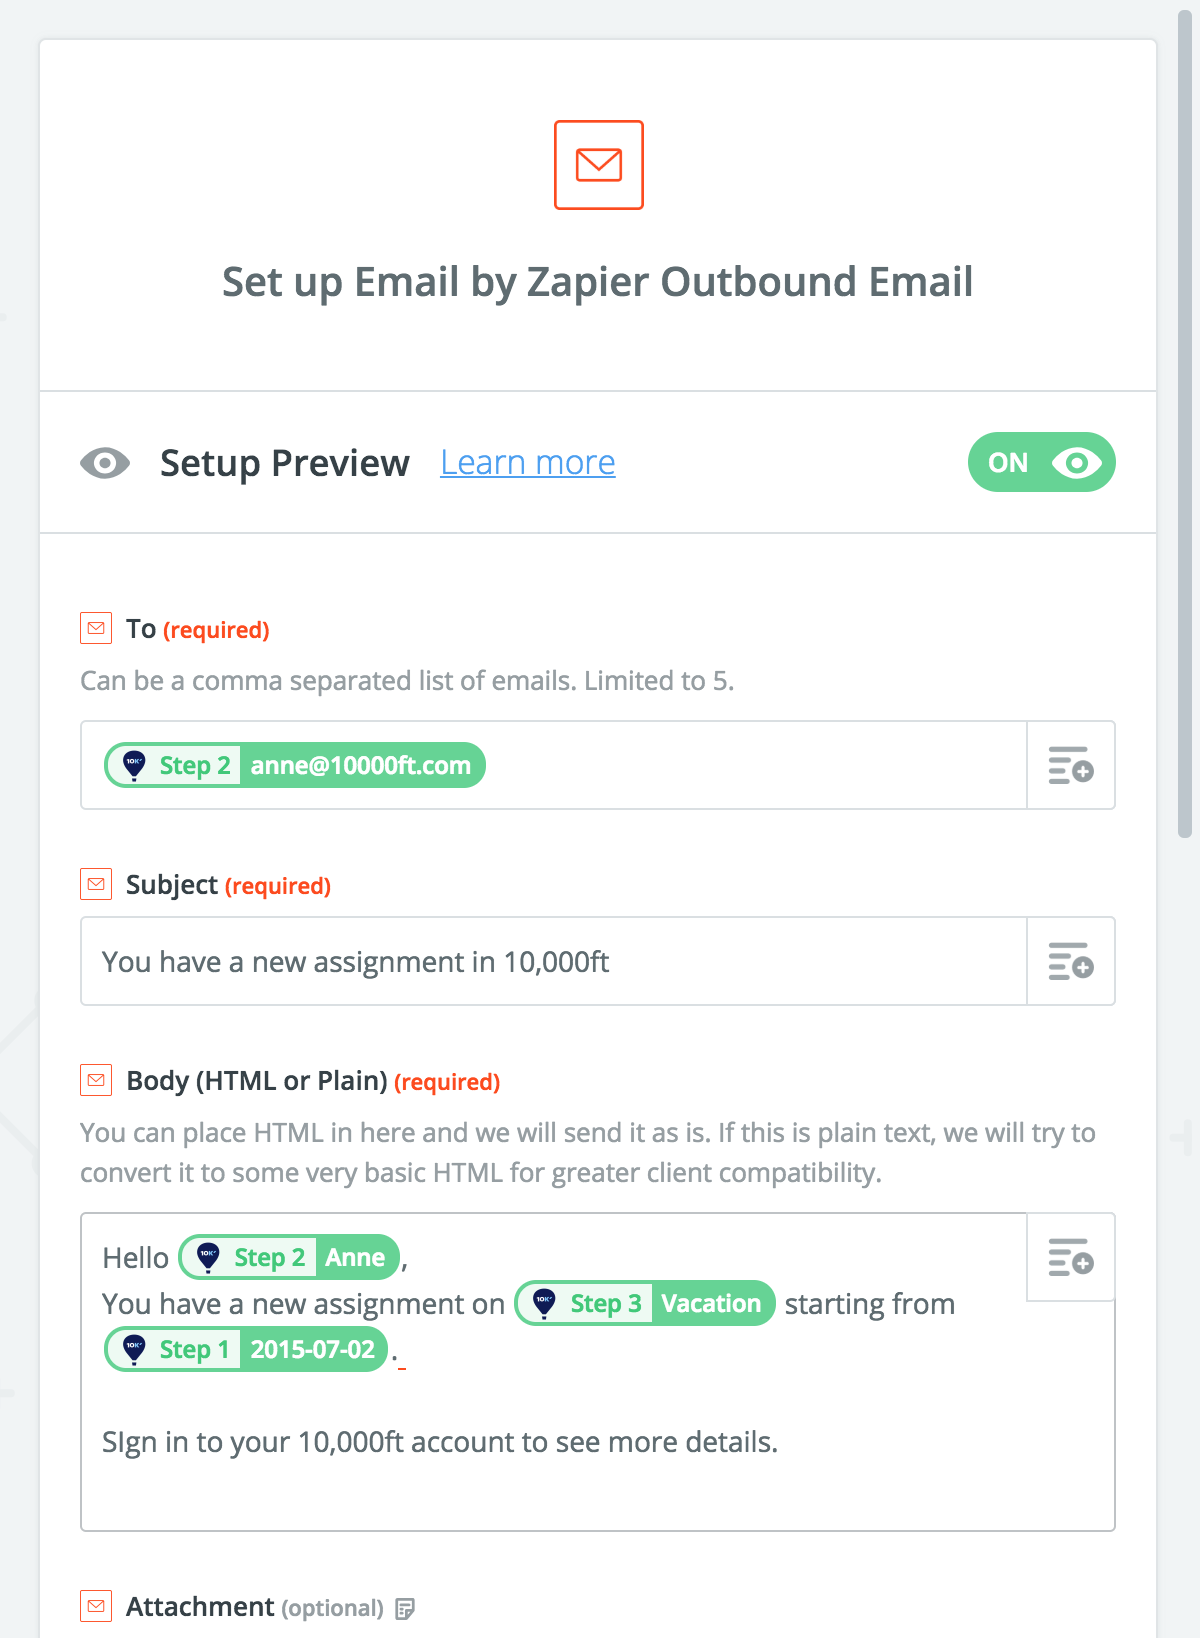 Set up Email by Zapier Outbound Email
Setup Preview Learn more ON
To (required)
Can be a comma separated list of emails. Limited to 5.
10K Step 2 anne@10000ft.com
Subject (required)
You have a new assignment in 10,000ft
Body (HTML or Plain) (required)
You can place HTML in here and we will send it as is. If this is plain text, we will try to
convert it to some very basic HTML for greater client compatibility.
Hello 10K Step 2 Anne,
You have a new assignment on 10K Step 3 Vacation starting from
10K Step 1 2015-07-02 .
SIgn in to your 10,000ft account to see more details.
Attachment (optional)